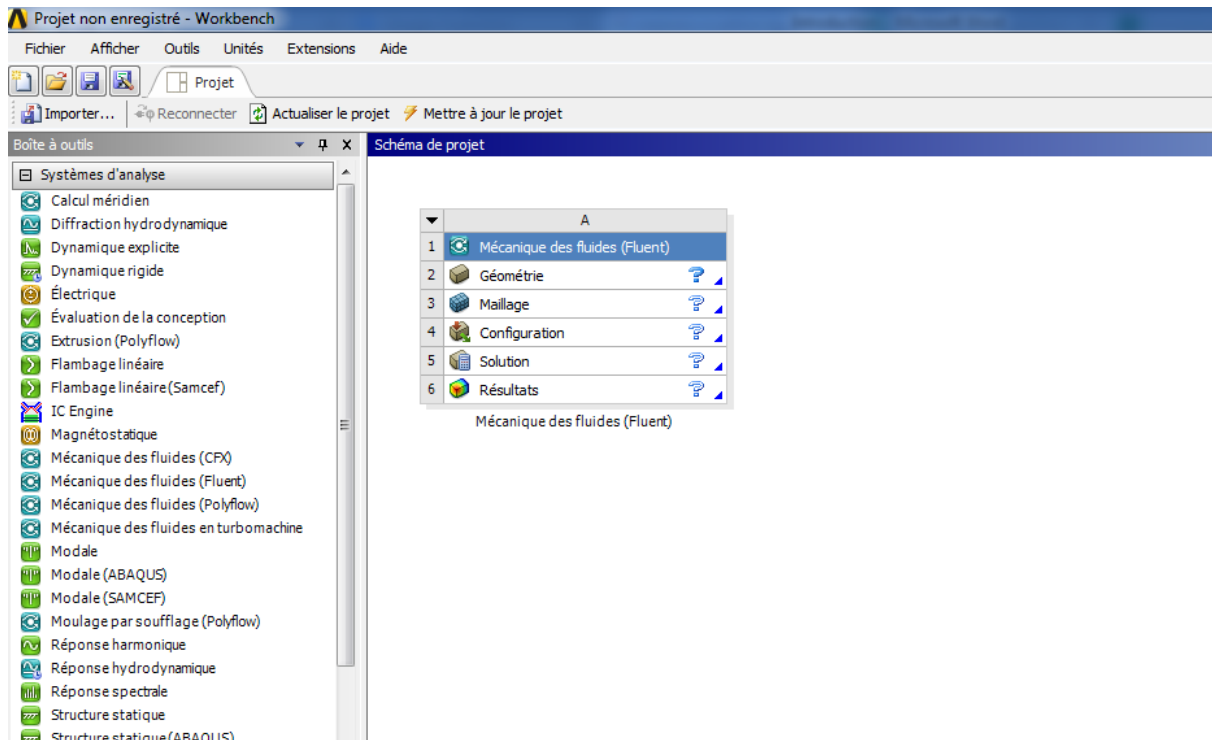 Projet non enregistré - Workbench
Fichier Afficher Outils Unités Extensions Aide
Projet
Importer... Reconnecter Actualiser le projet Mettre à jour le projet
Boîte à outils
Schéma de projet
Systèmes d'analyse
Calcul méridien
Diffraction hydrodynamique
Dynamique explicite
Dynamique rigide
Électrique
Évaluation de la conception
Extrusion (Polyflow)
Flambage linéaire
Flambage linéaire (Samcef)
IC Engine
Magnétostatique
Mécanique des fluides (CFX)
Mécanique des fluides (Fluent)
Mécanique des fluides (Polyflow)
Mécanique des fluides en turbomachine
Modale
Modale (ABAQUS)
Modale (SAMCEF)
Moulage par soufflage (Polyflow)
Réponse harmonique
Réponse hydrodynamique
Réponse spectrale
Structure statique
Structure statique (ABAQUS)
A
1 Mécanique des fluides (Fluent)
2 Géométrie ?
3 Maillage ?
4 Configuration ?
5 Solution ?
6 Résultats ?
Mécanique des fluides (Fluent)